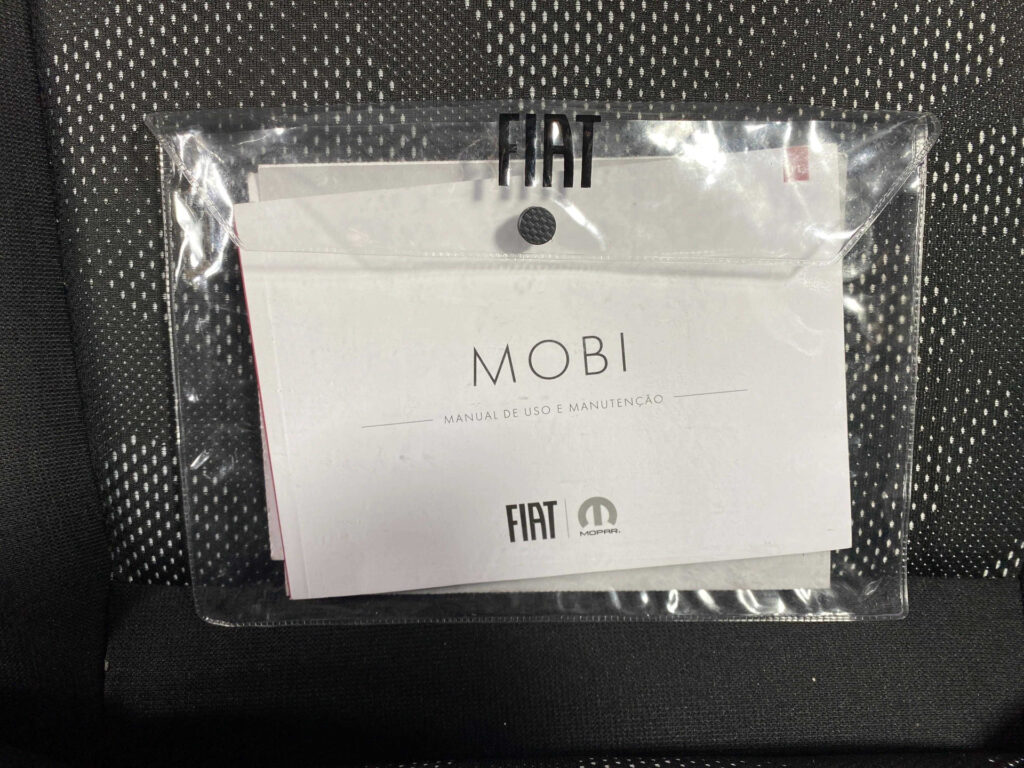 FIAT
MOBI
MANUAL DE USO E MANUTENÇÃO
FIAT
MOPAR.